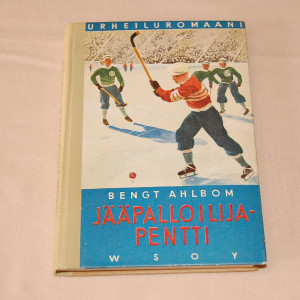 URHEILUROMAANI
BENGT AHLBOM
JÄÄPALLOILIJA-
PENTTI
WSOY